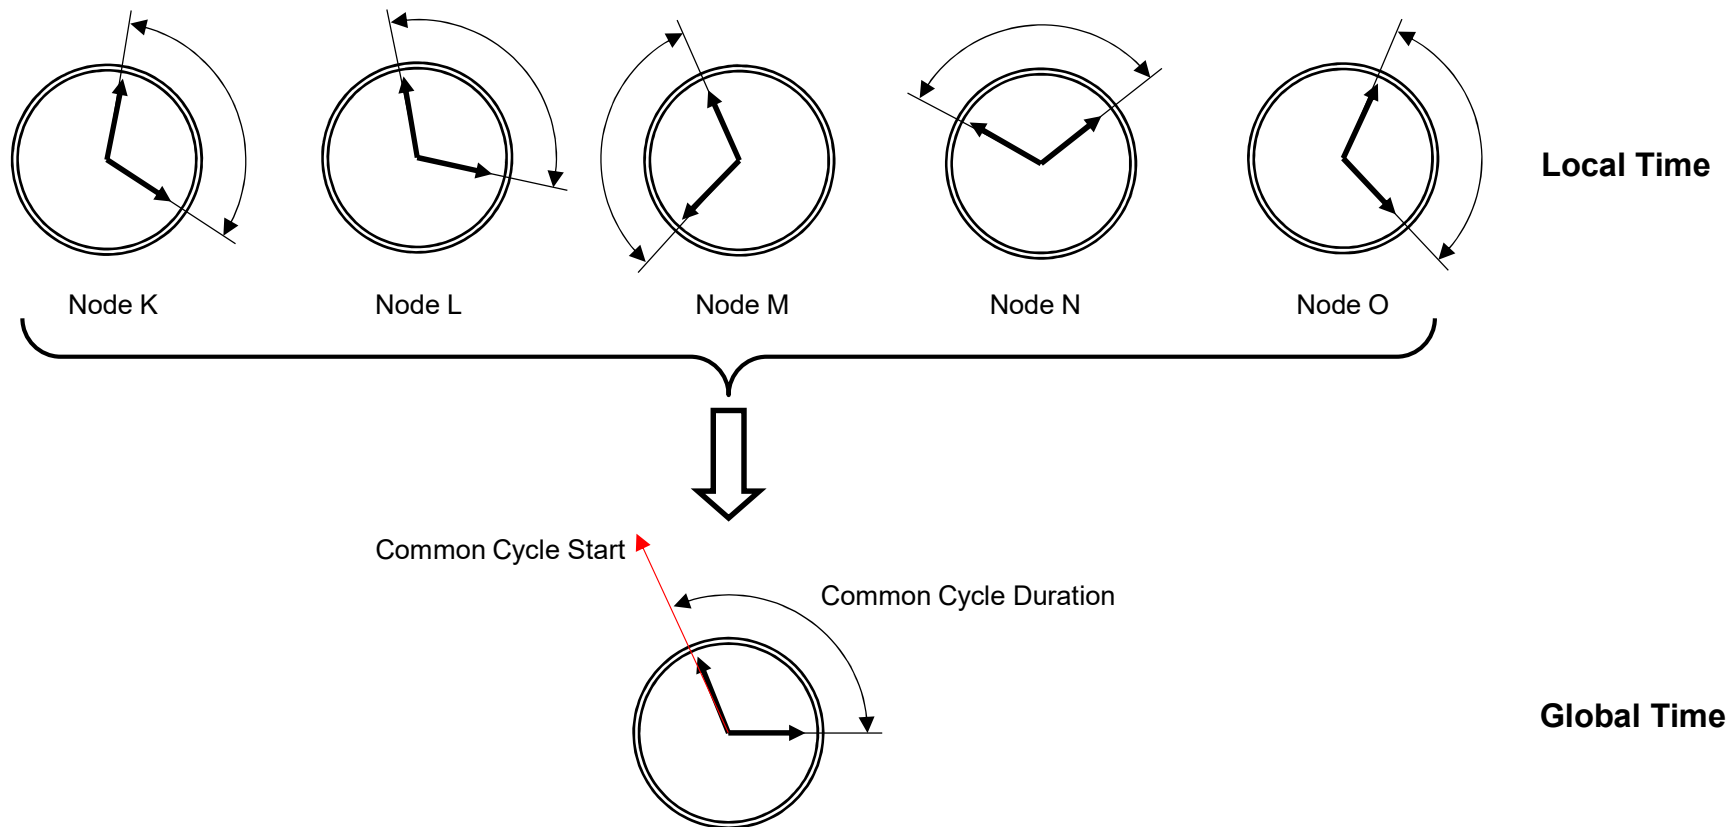 Local Time
Node K
Node L
Node M
Node N
Node O
Common Cycle Start
Common Cycle Duration
Global Time